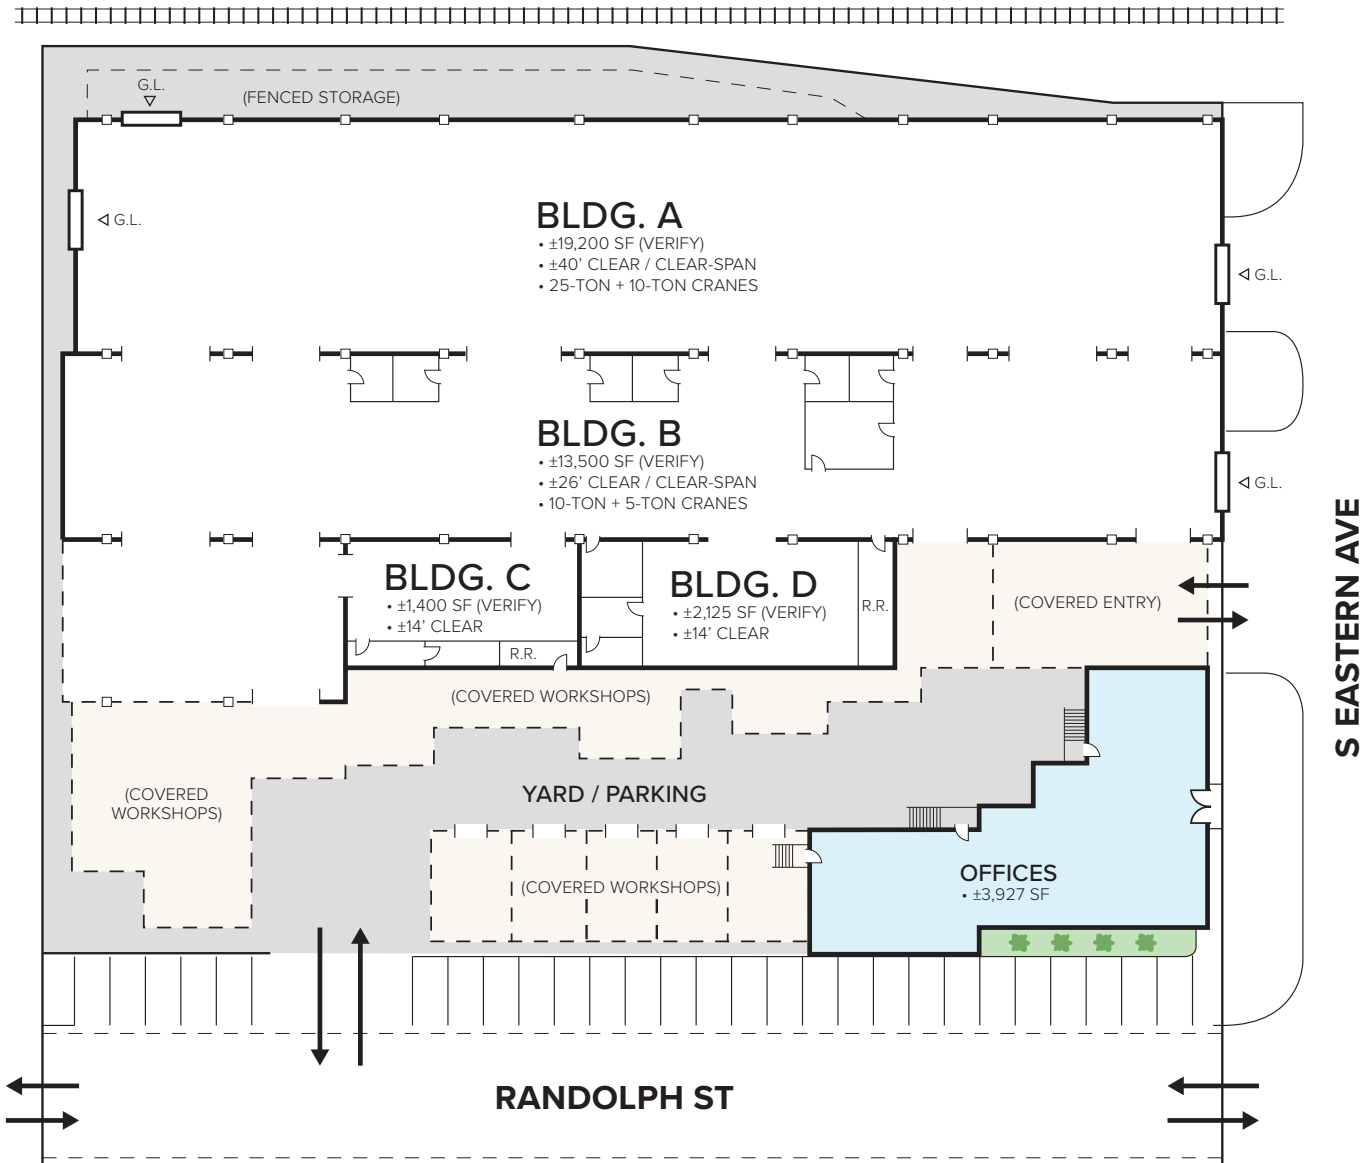 G.L.
(FENCED STORAGE)
G.L.
BLDG. A
• ±19,200 SF (VERIFY)
• ±40’ CLEAR / CLEAR-SPAN
• 25-TON + 10-TON CRANES
G.L.
BLDG. B
• ±13,500 SF (VERIFY)
• ±26’ CLEAR / CLEAR-SPAN
• 10-TON + 5-TON CRANES
G.L.
BLDG. C
• ±1,400 SF (VERIFY)
• ±14’ CLEAR
R.R.
BLDG. D
• ±2,125 SF (VERIFY)
• ±14’ CLEAR
R.R.
(COVERED ENTRY)
S EASTERN AVE
(COVERED WORKSHOPS)
(COVERED
WORKSHOPS)
YARD / PARKING
(COVERED WORKSHOPS)
OFFICES
• ±3,927 SF
RANDOLPH ST